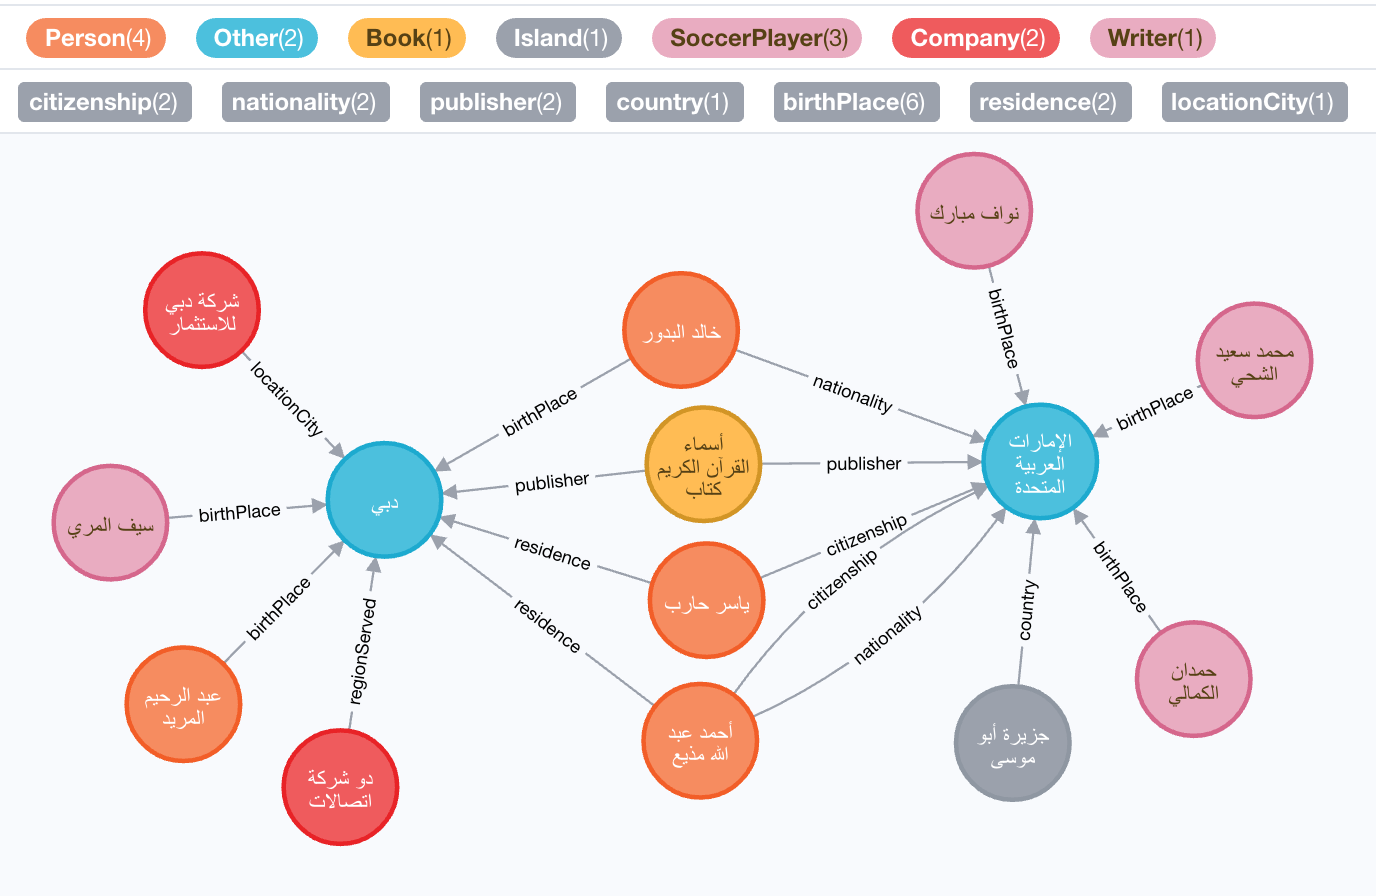 Person(4)
Other(2)
Book(1)
Island(1)
SoccerPlayer(3)
Company(2)
Writer(1)
citizenship(2)
nationality(2)
publisher(2)
country(1)
birthPlace(6)
residence(2)
locationCity(1)
نواف مبارك
birthPlace
شركة دبي
للاستثمار
locationCity
خالد البدور
birthPlace
nationality
محمد سعيد
الشحي
birthPlace
أسماء
القرآن الكريم
كتاب
publisher
publisher
الإمارات
العربية
المتحدة
دبي
سيف المري
birthPlace
residence
citizenship
citizenship
ياسر حارب
birthPlace
residence
nationality
country
birthPlace
عبد الرحيم
المريد
regionServed
حمدان
الكمالي
أحمد عبد
الله مذيع
جزيرة أبو
موسى
دو شركة
اتصالات